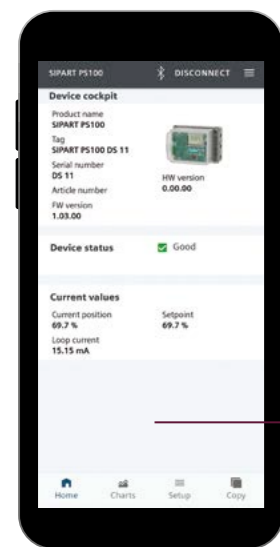 SIPART PS100 DISCONNECT
Device cockpit
Product name
SIPART PS100
Tag
SIPART PS100 DS 11
Serial number
DS 11
HW version
Article number
0.00.00
FW version
1.03.00
Device status Good
Current values
Current position Setpoint
69.7 % 69.7 %
Loop current
15.15 mA
Home Charts Setup Copy